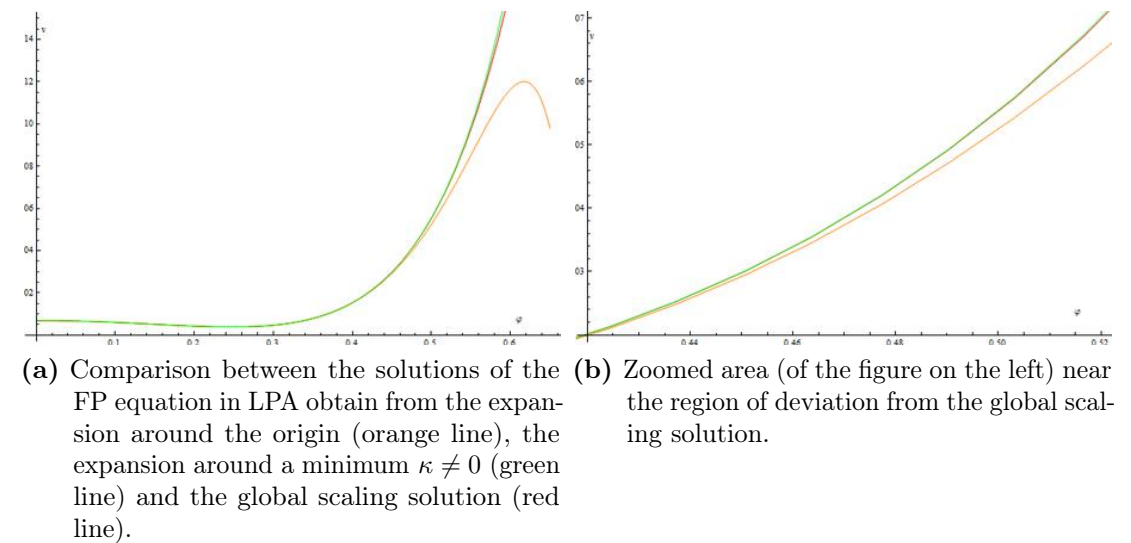 v
14
12
10
08
06
04
02
0.1
0.2
0.3
0.4
0.5
0.6
φ
07
v
06
05
04
03
0.44
0.46
0.48
0.50
0.52
φ
(a) Comparison between the solutions of the
FP equation in LPA obtain from the expan-
sion around the origin (orange line), the
expansion around a minimum κ ≠ 0 (green
line) and the global scaling solution (red
line).
(b) Zoomed area (of the figure on the left) near
the region of deviation from the global scal-
ing solution.